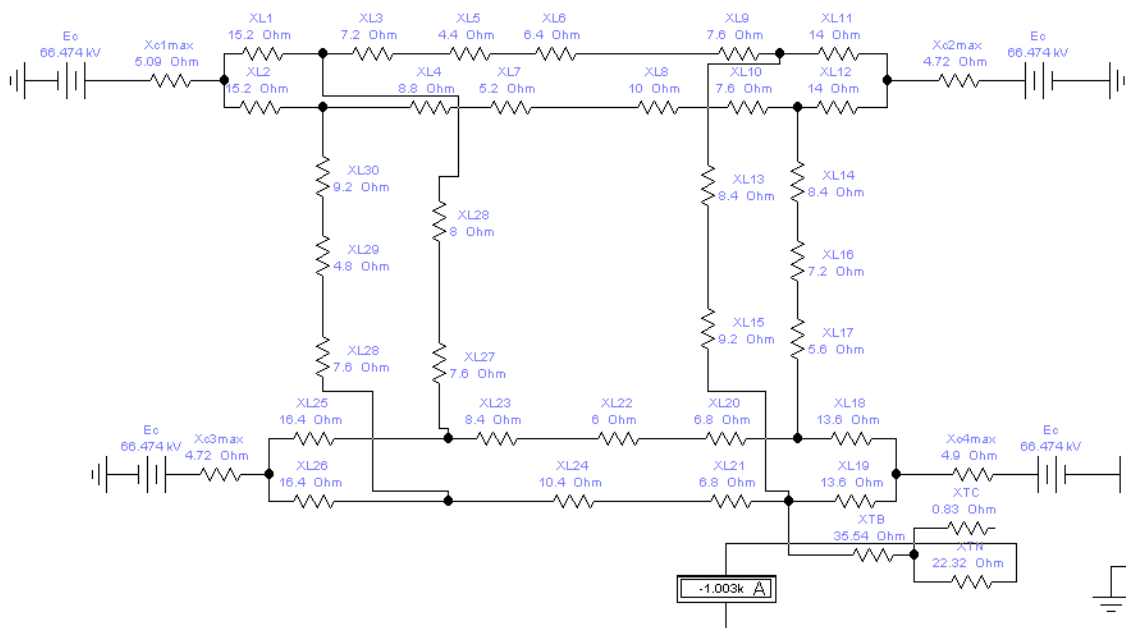 XL1
15.2 Ohm
XL3
7.2 Ohm
XL5
4.4 Ohm
XL6
6.4 Ohm
XL9
7.6 Ohm
XL11
14 Ohm
Ec
66.474 kV
Xc1max
5.09 Ohm
Xc2max
4.72 Ohm
Ec
66.474 kV
XL2
15.2 Ohm
XL4
8.8 Ohm
XL7
5.2 Ohm
XL8
10 Ohm
XL10
7.6 Ohm
XL12
14 Ohm
XL30
9.2 Ohm
XL13
8.4 Ohm
XL14
8.4 Ohm
XL28
8 Ohm
XL29
4.8 Ohm
XL16
7.2 Ohm
XL28
7.6 Ohm
XL27
7.6 Ohm
XL15
9.2 Ohm
XL17
5.6 Ohm
XL25
16.4 Ohm
XL23
8.4 Ohm
XL22
6 Ohm
XL20
6.8 Ohm
XL18
13.6 Ohm
Ec
66.474 kV
Xc3max
4.72 Ohm
Xc4max
4.9 Ohm
Ec
66.474 kV
XL26
16.4 Ohm
XL24
10.4 Ohm
XL21
6.8 Ohm
XL19
13.6 Ohm
XTB
35.54 Ohm
XTC
0.83 Ohm
XTN
22.32 Ohm
-1.003k A